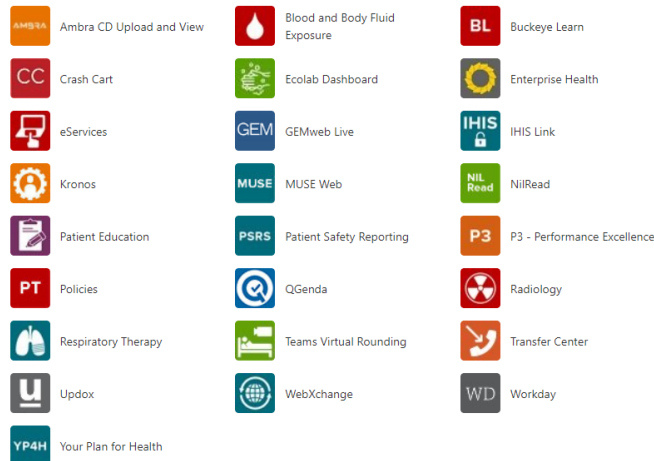 AMBRA Ambra CD Upload and View
Blood and Body Fluid
Exposure
BL Buckeye Learn
CC Crash Cart
Ecolab Dashboard
Enterprise Health
eServices
GEM GEMweb Live
IHIS IHIS Link
Kronos
MUSE MUSE Web
NIL
Read NilRead
Patient Education
PSRS Patient Safety Reporting
P3 P3 - Performance Excellence
PT Policies
QGenda
Radiology
Respiratory Therapy
Teams Virtual Rounding
Transfer Center
u Updox
WebXchange
WD Workday
YP4H Your Plan for Health